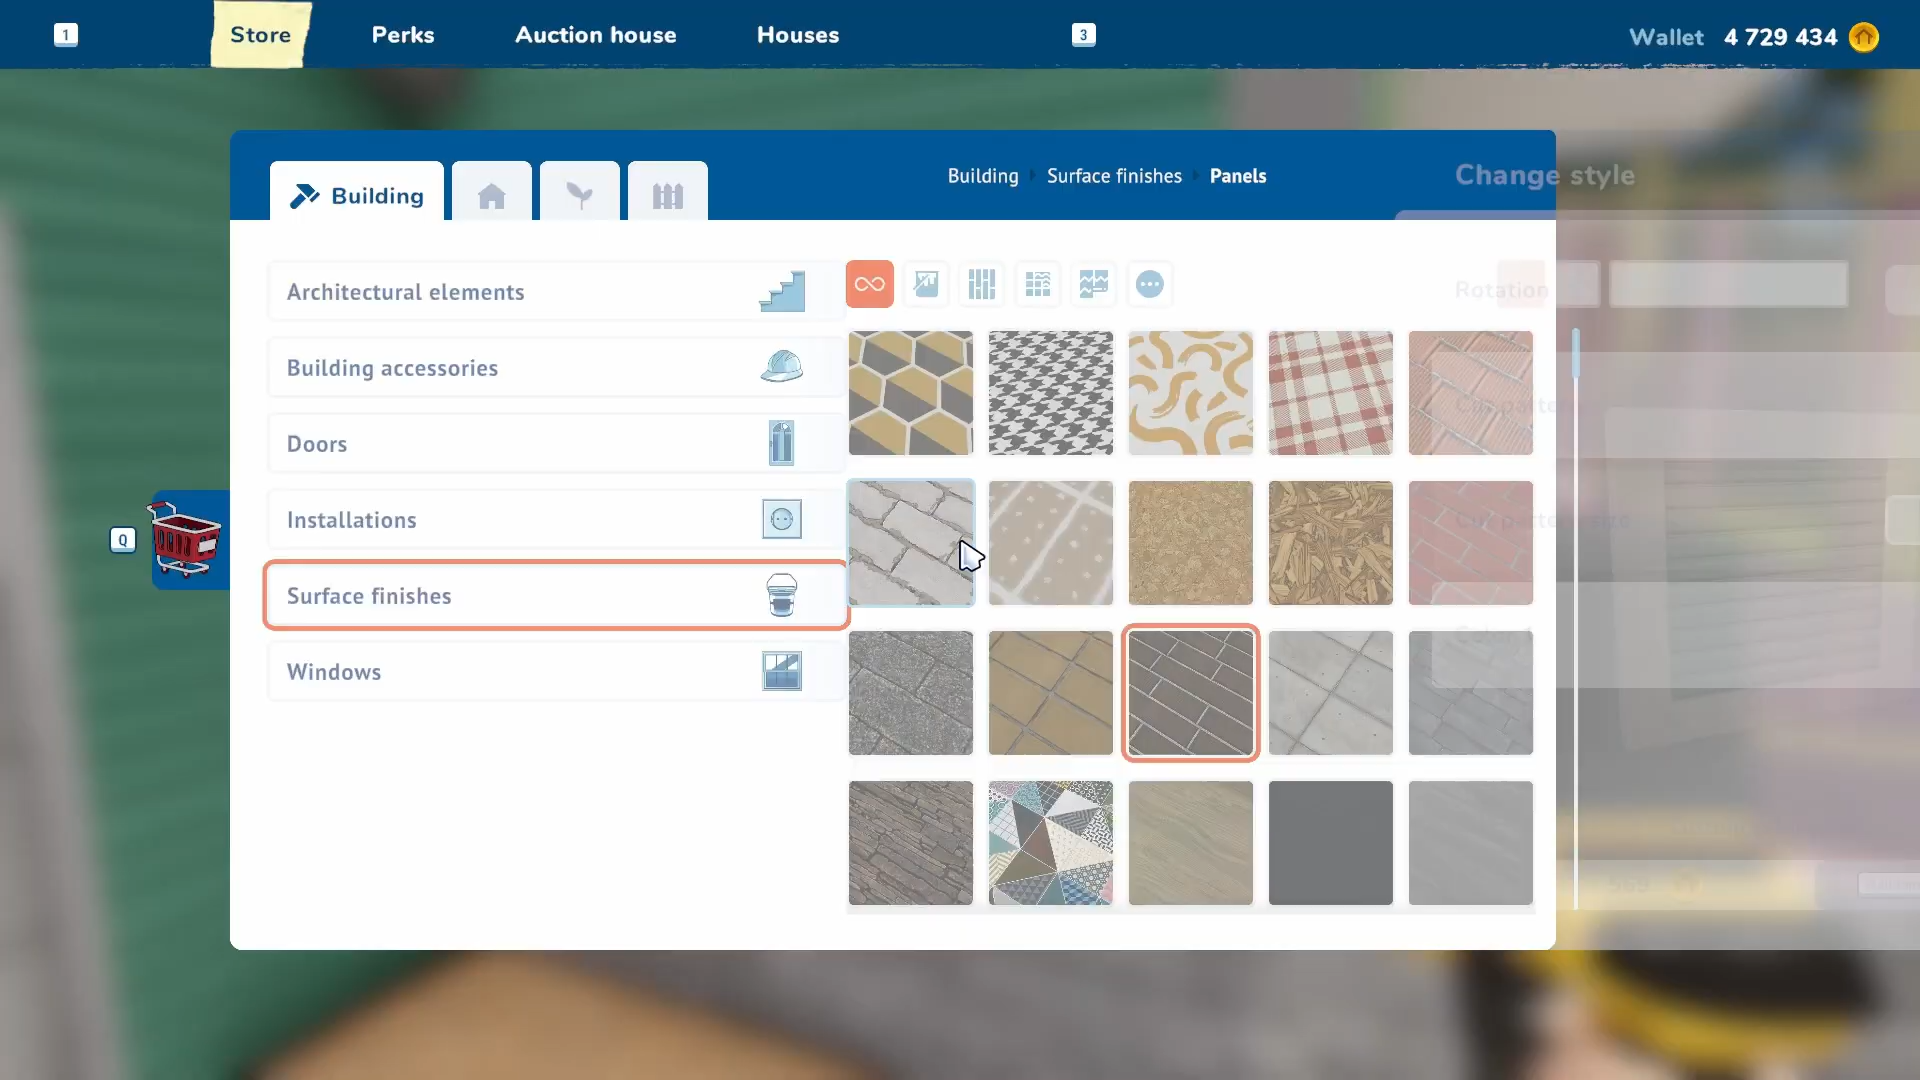 1
Store
Perks
Auction house
Houses
3
Wallet 4 729 434
Building
Building
Surface finishes
Panels
Change style
Architectural elements
Rotation
Building accessories
Doors
Installations
Q
Surface finishes
Windows